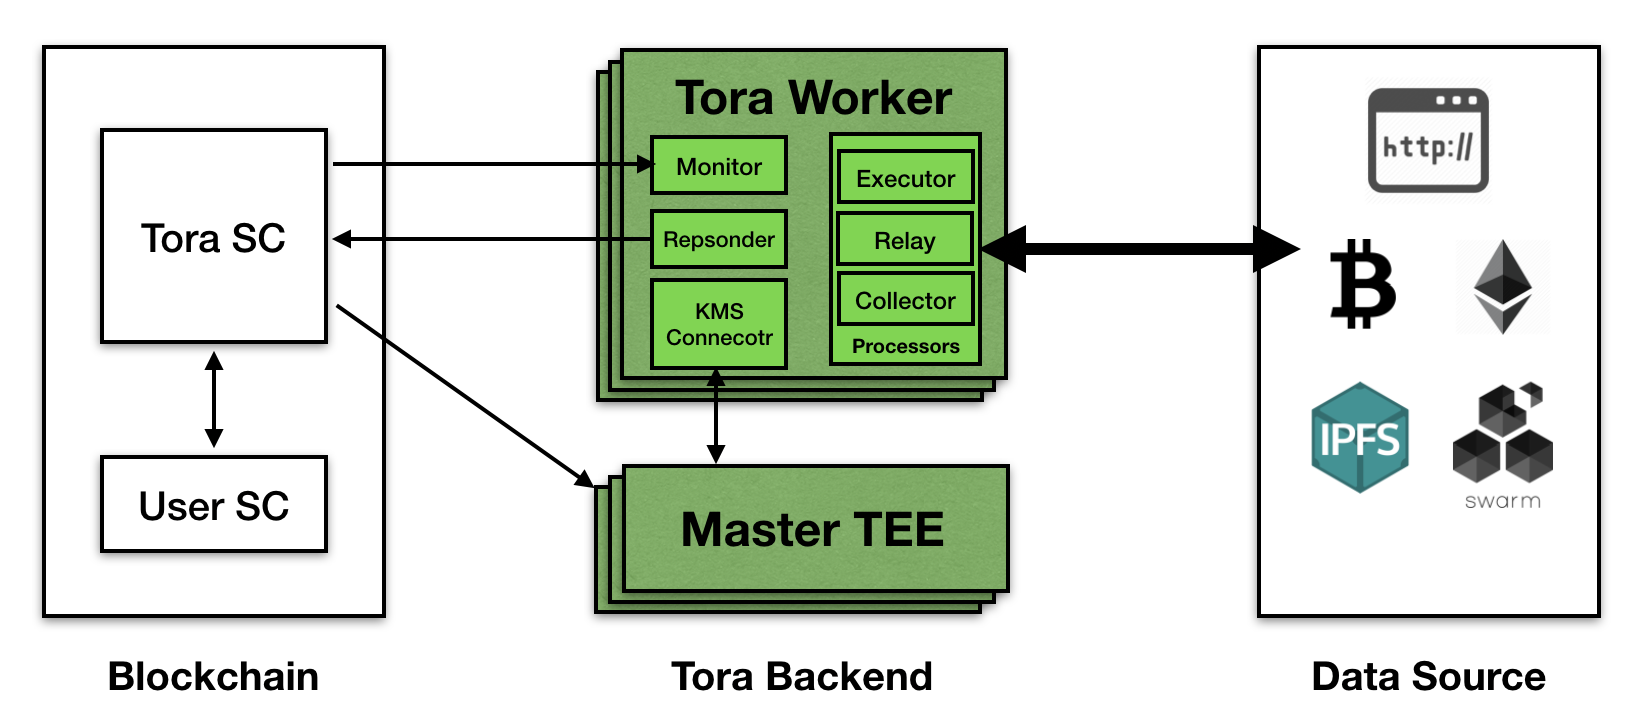 Tora SC
User SC
Blockchain
Tora Worker
Monitor
Repsonder
KMS
Connecotr
Executor
Relay
Collector
Processors
Master TEE
Tora Backend
http://
IPFS
swarm
Data Source